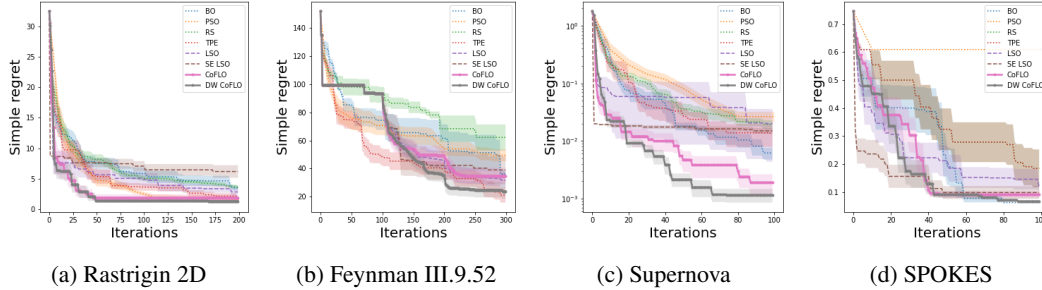 BO
PSO
RS
TPE
LSO
SE LSO
CoFLO
DW CoFLO
Simple regret
30
25
20
15
10
5
0
0 25 50 75 100 125 150 175 200
Iterations
(a) Rastrigin 2D
BO
PSO
RS
TPE
LSO
SE LSO
CoFLO
DW CoFLO
Simple regret
140
120
100
80
60
40
20
0 50 100 150 200 250 300
Iterations
(b) Feynman III.9.52
BO
PSO
RS
TPE
LSO
SE LSO
CoFLO
DW CoFLO
Simple regret
10⁰
10⁻¹
10⁻²
10⁻³
0 20 40 60 80 100
Iterations
(c) Supernova
BO
PSO
RS
TPE
LSO
SE LSO
CoFLO
DW CoFLO
Simple regret
0.7
0.6
0.5
0.4
0.3
0.2
0.1
0 20 40 60 80 100
Iterations
(d) SPOKES